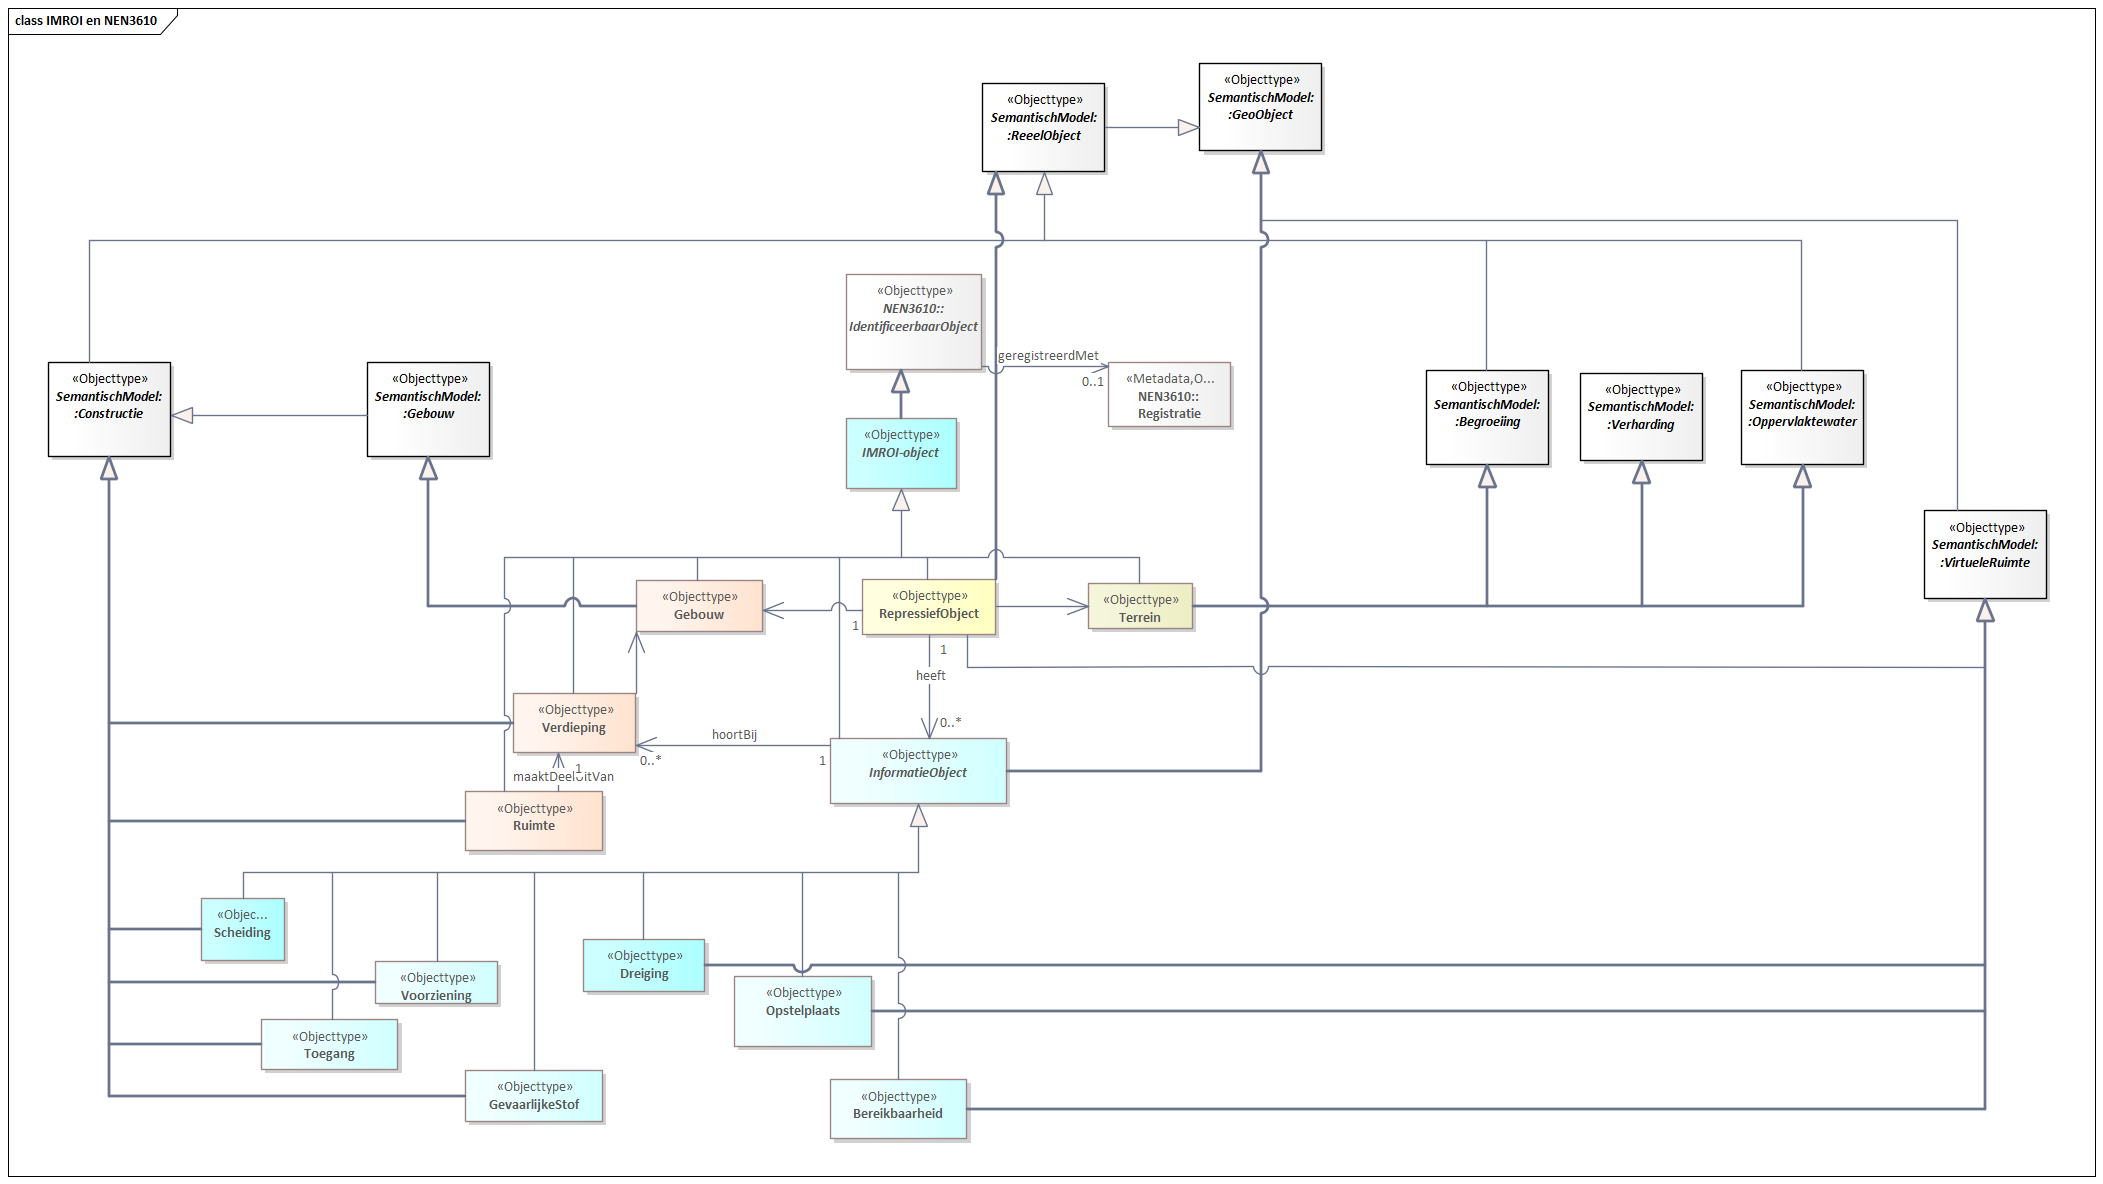 class IMROI en NEN3610
«Objecttype»
SemantischModel:
:GeoObject
«Objecttype»
SemantischModel:
:ReeelObject
«Objecttype»
NEN3610::
IdentificeerbaarObject
geregistreerdMet
0..1
«Metadata,O...
NEN3610::
Registratie
«Objecttype»
SemantischModel:
:Constructie
«Objecttype»
SemantischModel:
:Gebouw
«Objecttype»
SemantischModel:
:Begroeiing
«Objecttype»
SemantischModel:
:Verharding
«Objecttype»
SemantischModel:
:Oppervlaktewater
«Objecttype»
IMROI-object
«Objecttype»
SemantischModel:
:VirtueleRuimte
«Objecttype»
Gebouw
1
«Objecttype»
RepressiefObject
«Objecttype»
Terrein
1
heeft
0..*
«Objecttype»
Verdieping
hoortBij
0..*
1
«Objecttype»
InformatieObject
1
maaktDeelUitVan
«Objecttype»
Ruimte
«Objec...
Scheiding
«Objecttype»
Voorziening
«Objecttype»
Dreiging
«Objecttype»
Opstelplaats
«Objecttype»
Toegang
«Objecttype»
GevaarlijkeStof
«Objecttype»
Bereikbaarheid